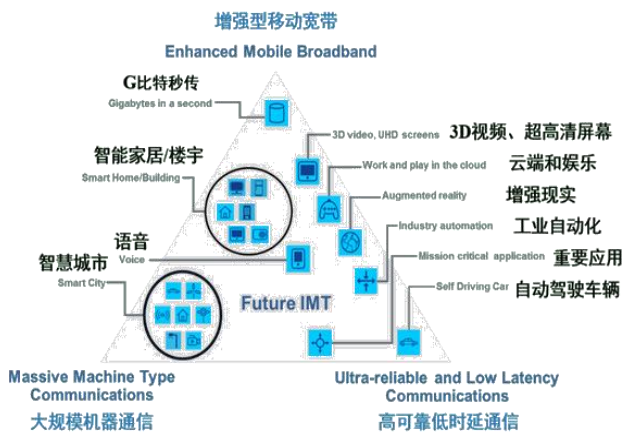 增强型移动宽带
Enhanced Mobile Broadband
G比特秒传
Gigabytes in a second
3D video, UHD screens 3D视频、超高清屏幕
智能家居/楼宇
Smart Home/Building
Work and play in the cloud 云端和娱乐
Augmented reality 增强现实
Industry automation 工业自动化
语音
Voice
Mission critical application 重要应用
智慧城市
Smart City
Self Driving Car 自动驾驶车辆
Future IMT
Massive Machine Type
Communications
大规模机器通信
Ultra-reliable and Low Latency
Communications
高可靠低时延通信